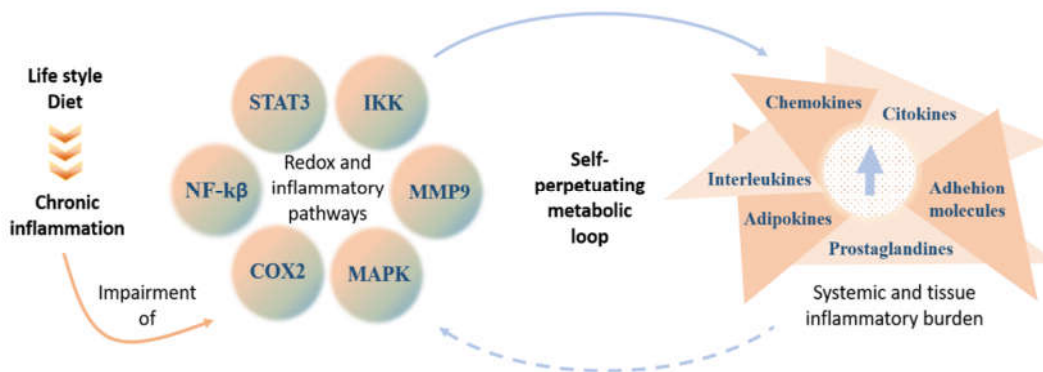 Life style
Diet
Chronic
inflammation
Impairment
of
STAT3
IKK
NF-kβ
Redox and
inflammatory
pathways
MMP9
COX2
MAPK
Self-
perpetuating
metabolic
loop
Chemokines
Citokines
Interleukines
Adipokines
Adhehion
molecules
Prostaglandines
Systemic and tissue
inflammatory burden